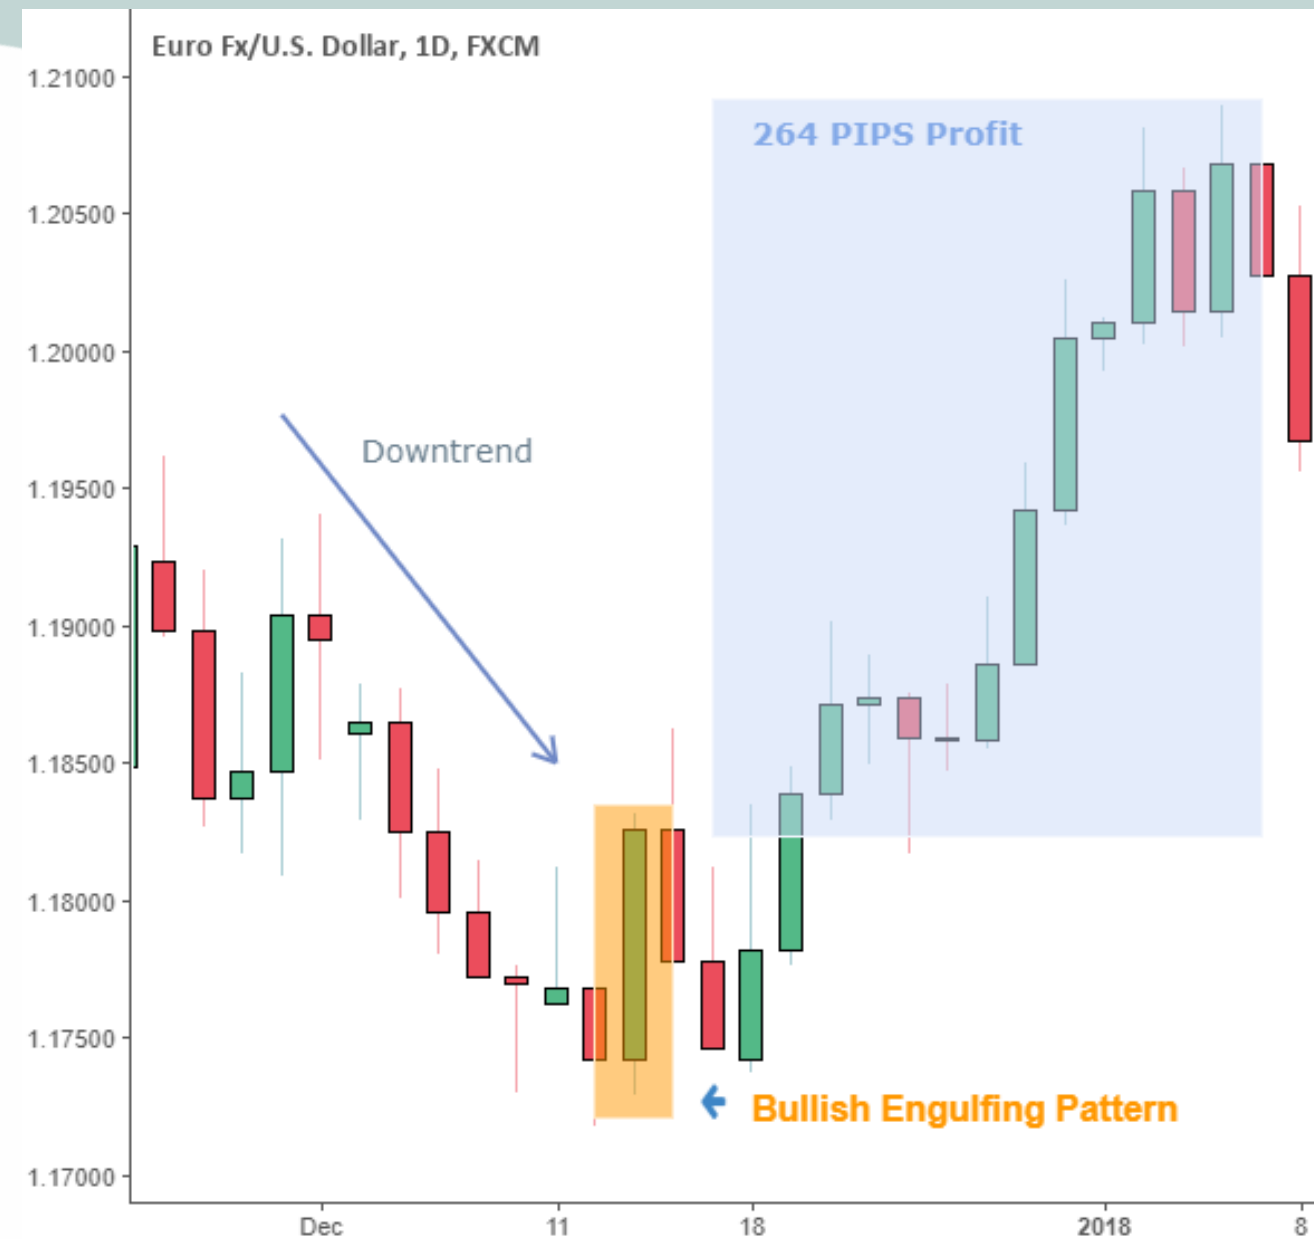 Euro Fx/U.S. Dollar, 1D, FXCM
1.21000
264 PIPS Profit
1.20500
1.20000
Downtrend
1.19500
1.19000
1.18500
1.18000
1.17500
Bullish Engulfing Pattern
1.17000
Dec 11 18 2018 8